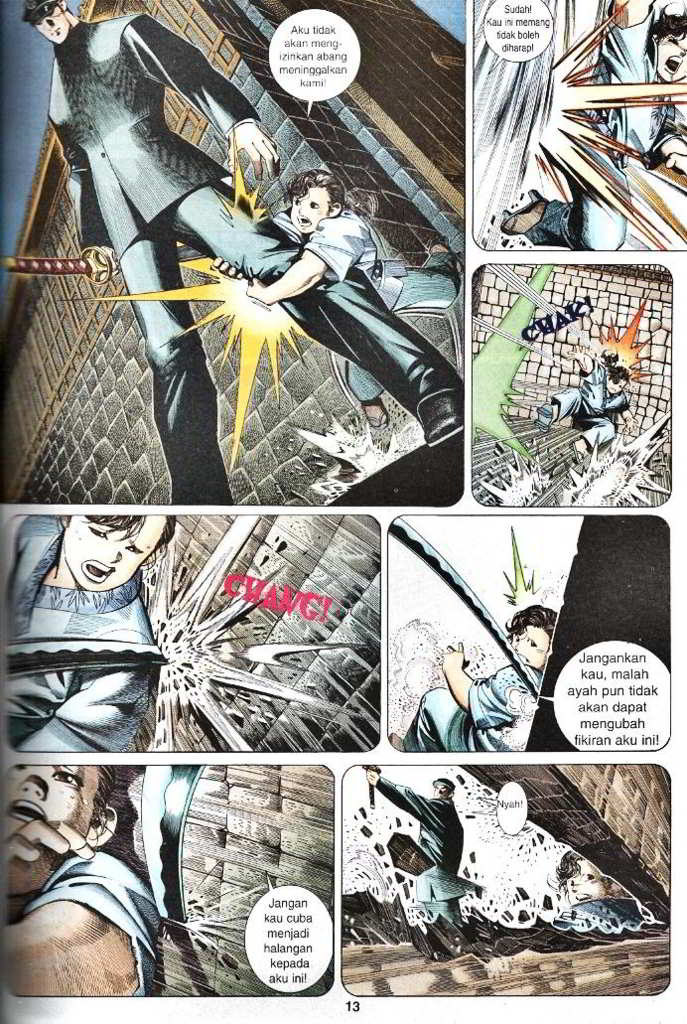 Aku tidak
akan meng-
izinkan abang
meninggalkan
kami!
Sudah!
Kau ini memang
tidak boleh
diharap!
CHAK!
CHANG!
Jangankan
kau, malah
ayah pun tidak
akan dapat
mengubah
fikiran aku ini!
Jangan
kau cuba
menjadi
halangan
kepada
aku ini!
Nyah!
13